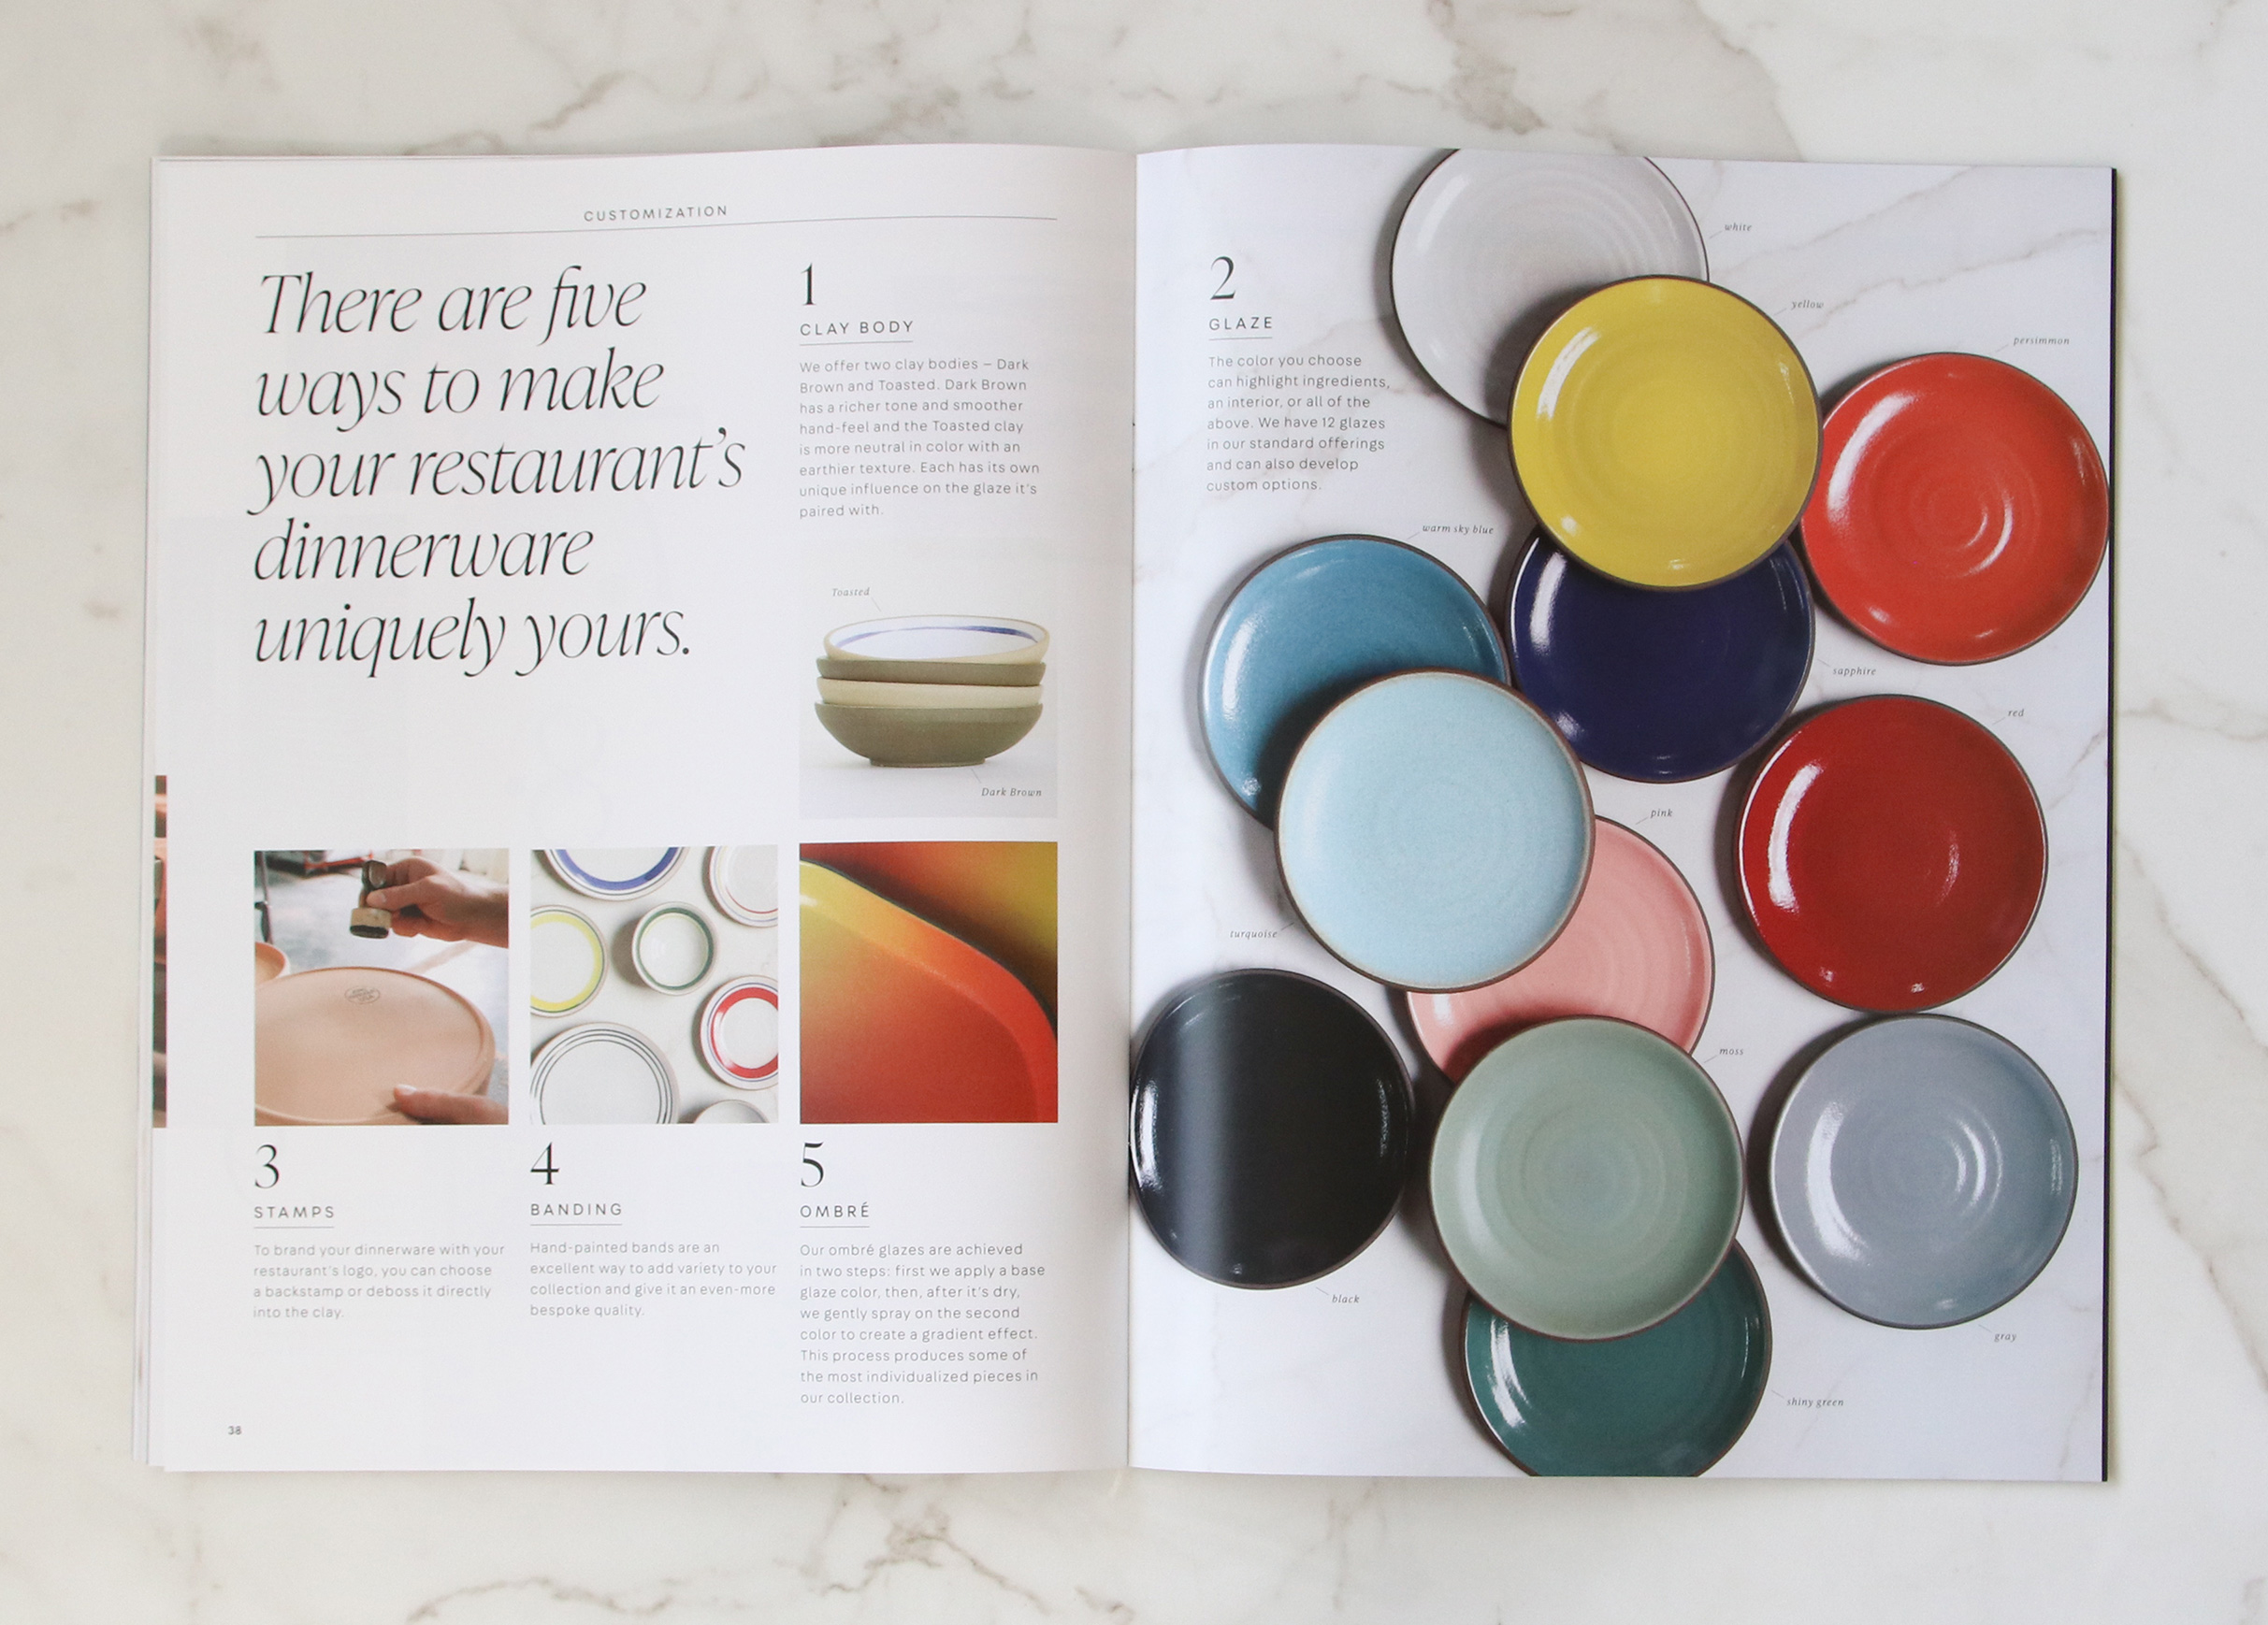 CUSTOMIZATION
There are five
ways to make
your restaurant's
dinnerware
uniquely yours.
1
CLAY BODY
We offer two clay bodies – Dark
Brown and Toasted. Dark Brown
has a richer tone and smoother
hand-feel and the Toasted clay
is more neutral in color with an
earthier texture. Each has its own
unique influence on the glaze it's
paired with.
Toasted
Dark Brown
3
STAMPS
To brand your dinnerware with your
restaurant's logo, you can choose
a backstamp or deboss it directly
into the clay.
4
BANDING
Hand-painted bands are an
excellent way to add variety to your
collection and give it an even-more
bespoke quality.
5
OMBRÉ
Our ombré glazes are achieved
in two steps: first we apply a base
glaze color, then, after it's dry,
we gently spray on the second
color to create a gradient effect.
This process produces some of
the most individualized pieces in
our collection.
38
2
GLAZE
The color you choose
can highlight ingredients,
an interior, or all of the
above. We have 12 glazes
in our standard offerings
and can also develop
custom options.
white
yellow
persimmon
warm sky blue
sapphire
red
pink
turquoise
moss
black
gray
shiny green